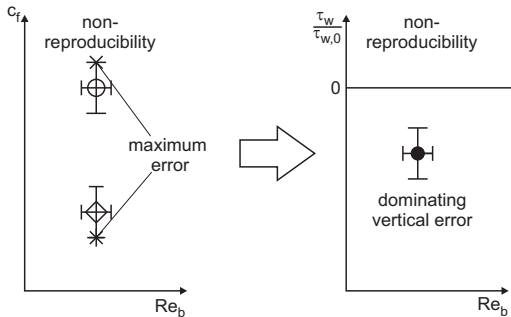 c_f
non-
reproducibility
maximum
error
Re_b
τ_w
τ_w,0
non-
reproducibility
0
dominating
vertical error
Re_b